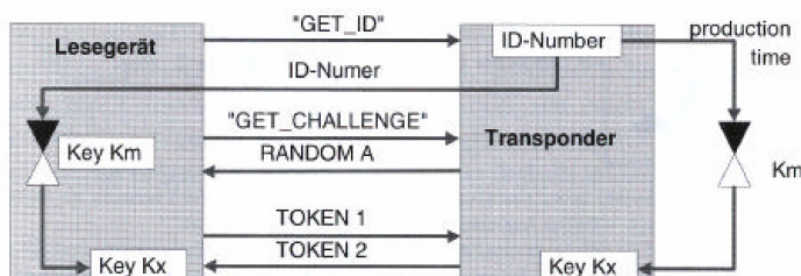 "GET_ID"
Lesegerät
ID-Number
production
time
ID-Numer
"GET_CHALLENGE"
Key Km
RANDOM A
Transponder
Km
TOKEN 1
TOKEN 2
Key Kx
Key Kx